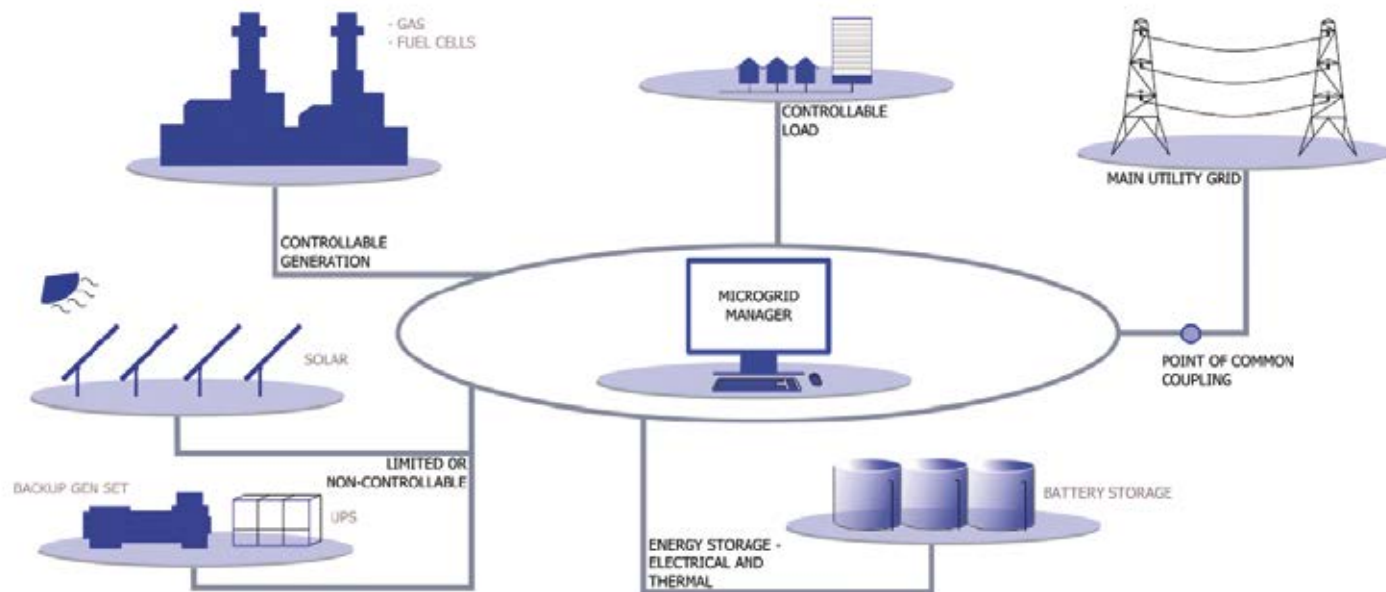 - GAS
- FUEL CELLS
CONTROLLABLE
LOAD
MAIN UTILITY GRID
CONTROLLABLE
GENERATION
MICROGRID
MANAGER
SOLAR
POINT OF COMMON
COUPLING
LIMITED OR
NON-CONTROLLABLE
BACKUP GEN SET
UPS
BATTERY STORAGE
ENERGY STORAGE -
ELECTRICAL AND
THERMAL